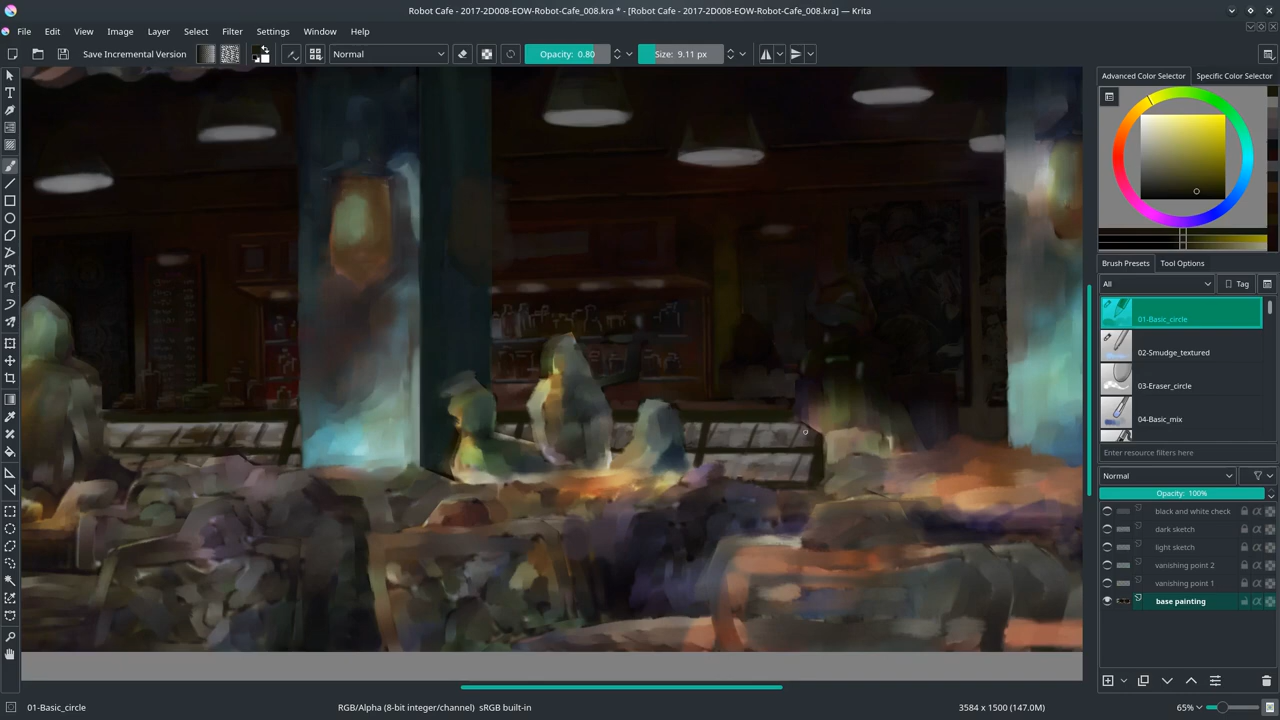 Robot Cafe - 2017-2D008-EOW-Robot-Cafe_008.kra * - [Robot Cafe - 2017-2D008-EOW-Robot-Cafe_008.kra] — Krita
File Edit View Image Layer Select Filter Settings Window Help
Save Incremental Version Normal Opacity: 0.80 Size: 9.11 px
Advanced Color Selector Specific Color Selector
Brush Presets Tool Options
All Tag
01-Basic_circle
02-Smudge_textured
03-Eraser_circle
04-Basic_mix
Enter resource filters here
Normal
Opacity: 100%
black and white check
dark sketch
light sketch
vanishing point 2
vanishing point 1
base painting
01-Basic_circle RGB/Alpha (8-bit integer/channel) sRGB built-in 3584 x 1500 (147.0M) 65%